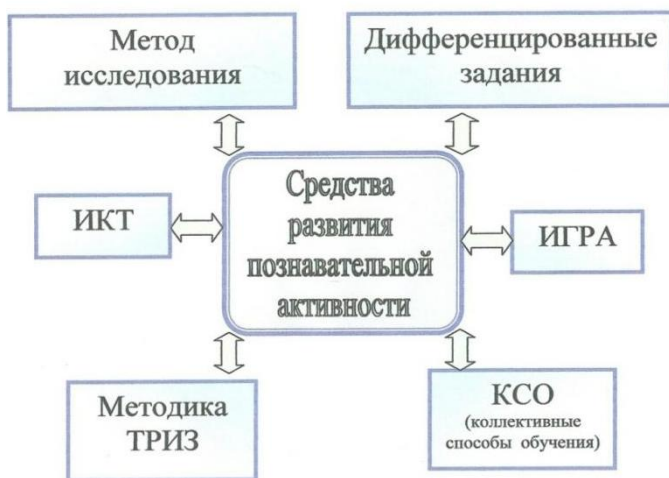 Метод
исследования
Дифференцированные
задания
ИКТ
Средства
развития
познавательной
активности
ИГРА
Методика
ТРИЗ
КСО
(коллективные
способы обучения)